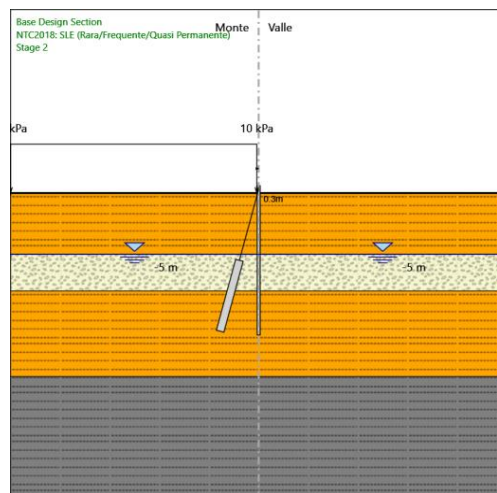 Base Design Section
NTC2018: SLE (Rara/Frequente/Quasi Permanente)
Stage 2
Monte Valle
kPa 10 kPa
0.3m
-5 m -5 m